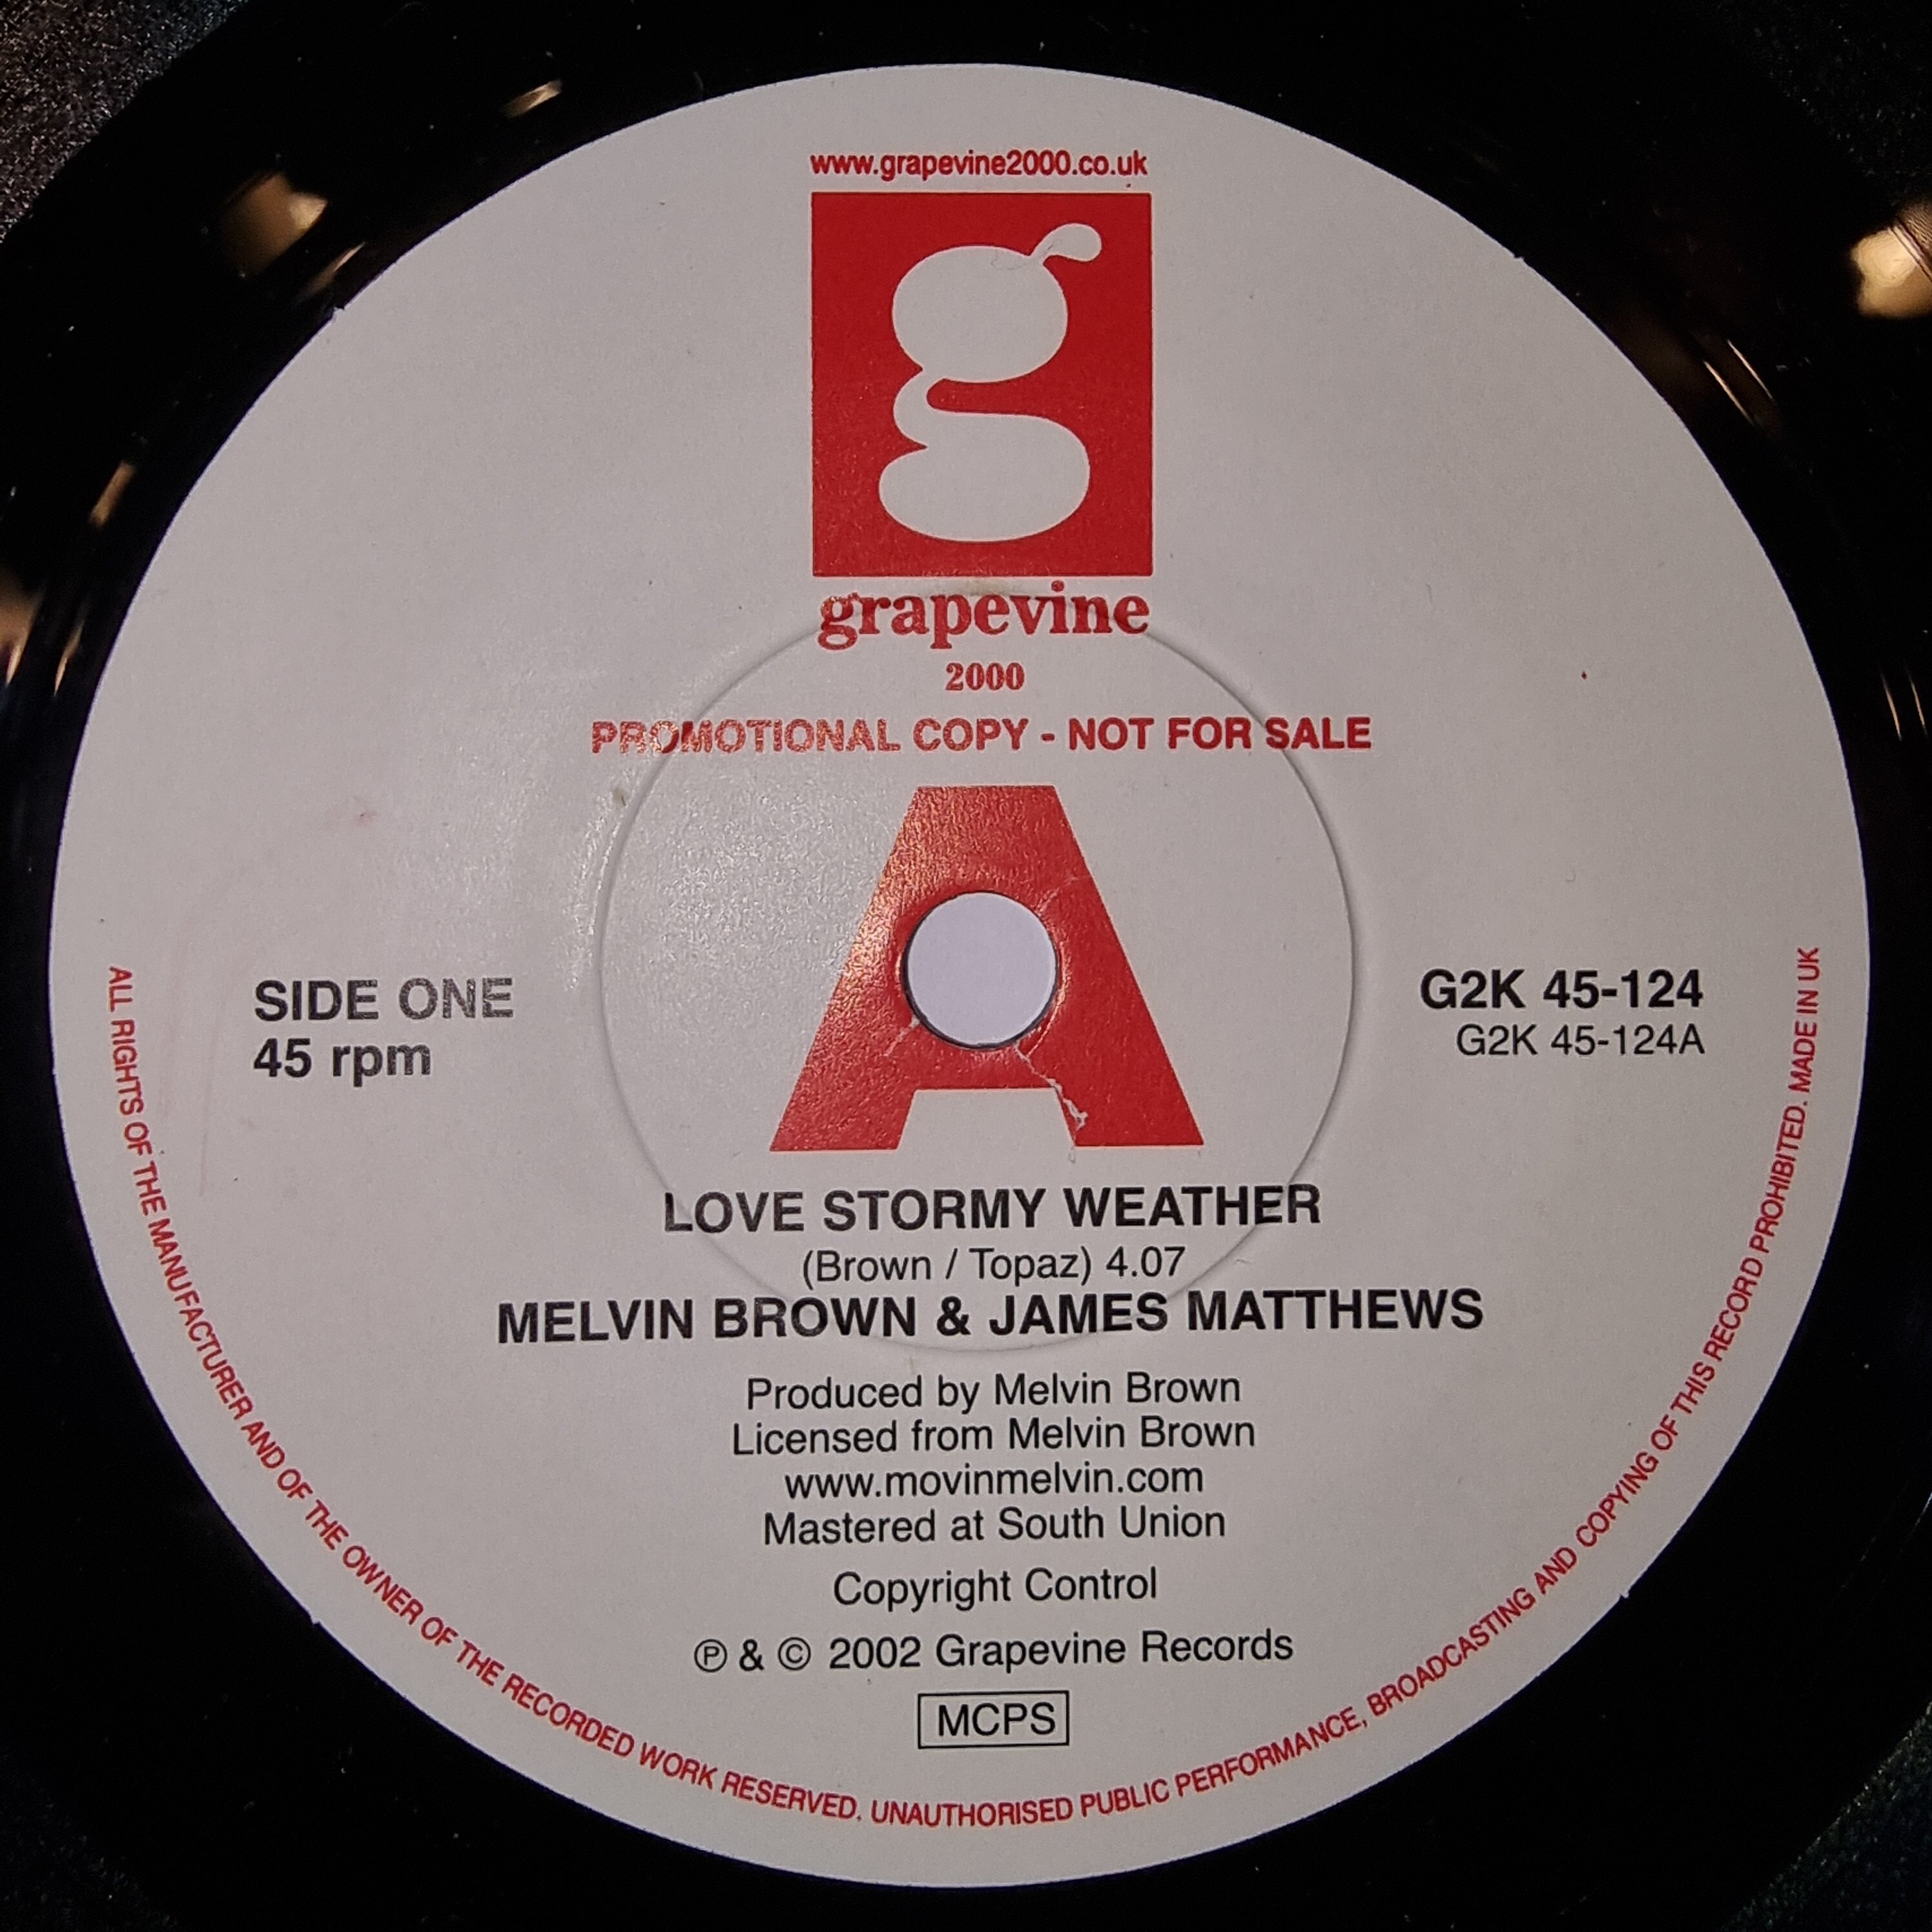 www.grapevine2000.co.uk
g
grapevine
2000
PROMOTIONAL COPY - NOT FOR SALE
A
SIDE ONE
45 rpm
G2K 45-124
G2K 45-124A
LOVE STORMY WEATHER
(Brown / Topaz) 4.07
MELVIN BROWN & JAMES MATTHEWS
Produced by Melvin Brown
Licensed from Melvin Brown
www.movinmelvin.com
Mastered at South Union
Copyright Control
℗ & © 2002 Grapevine Records
MCPS
ALL RIGHTS OF THE MANUFACTURER AND OF THE OWNER OF THE RECORDED WORK RESERVED. UNAUTHORISED PUBLIC PERFORMANCE, BROADCASTING AND COPYING OF THIS RECORD PROHIBITED. MADE IN UK